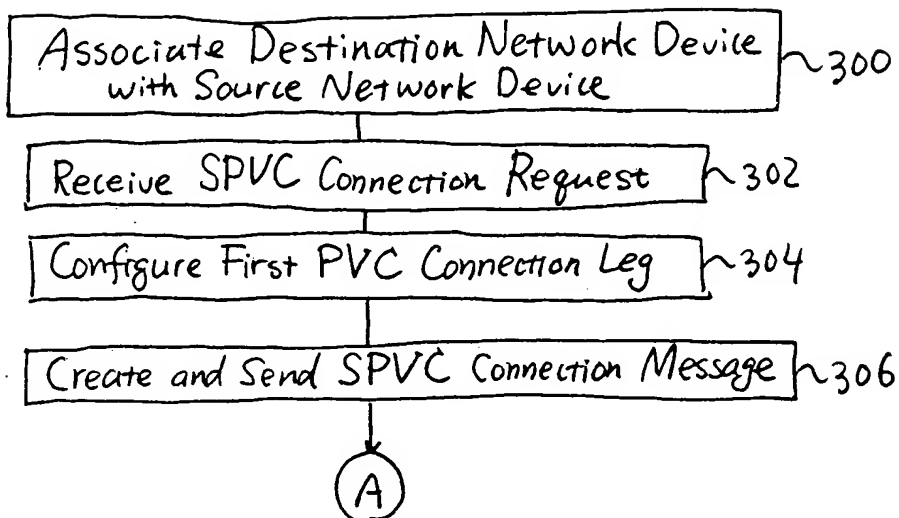 Associate Destination Network Device
with Source Network Device
300
Receive SPVC Connection Request
302
Configure First PVC Connection Leg
304
Create and Send SPVC Connection Message
306
A